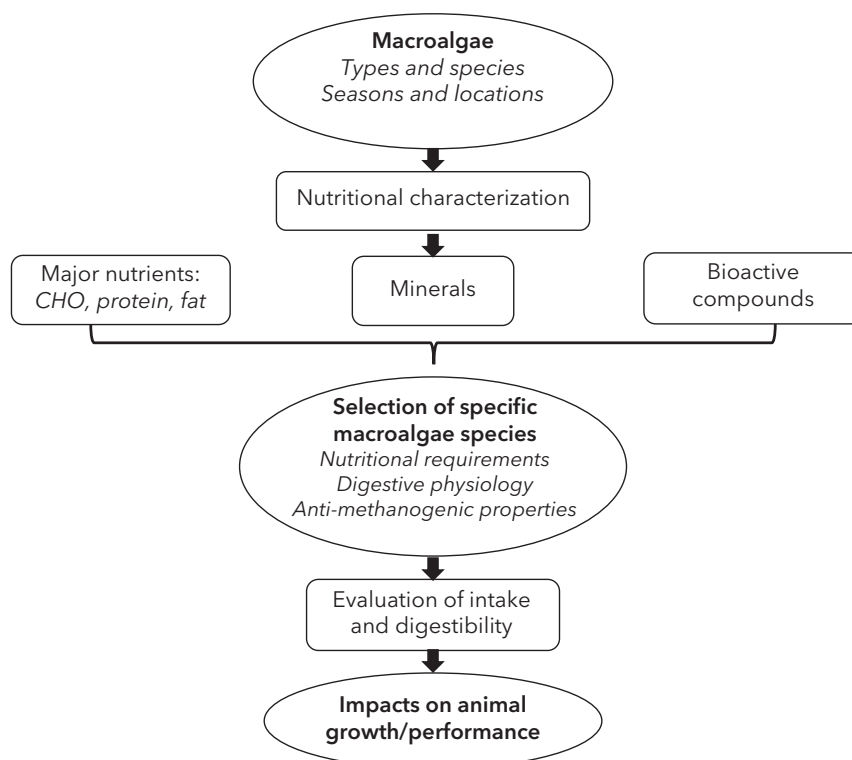 Macroalgae
Types and species
Seasons and locations
Nutritional characterization
Major nutrients:
CHO, protein, fat
Minerals
Bioactive
compounds
Selection of specific
macroalgae species
Nutritional requirements
Digestive physiology
Anti-methanogenic properties
Evaluation of intake
and digestibility
Impacts on animal
growth/performance